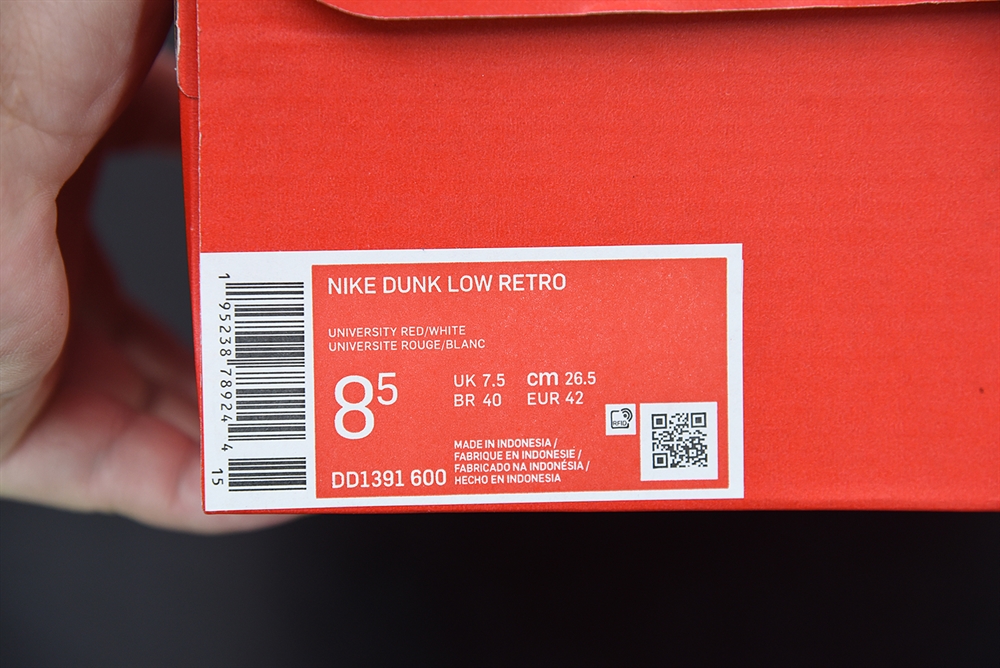 NIKE DUNK LOW RETRO
UNIVERSITY RED/WHITE
UNIVERSITE ROUGE/BLANC
8 5
UK 7.5 cm 26.5
BR 40 EUR 42
RFID
MADE IN INDONESIA /
FABRIQUE EN INDONESIE /
FABRICADO NA INDONÉSIA /
HECHO EN INDONESIA
DD1391 600
1 95238 78924 4
15